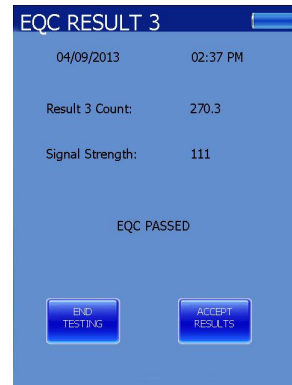 EQC RESULT 3
04/09/2013 02:37 PM
Result 3 Count: 270.3
Signal Strength: 111
EQC PASSED
END TESTING
ACCEPT RESULTS